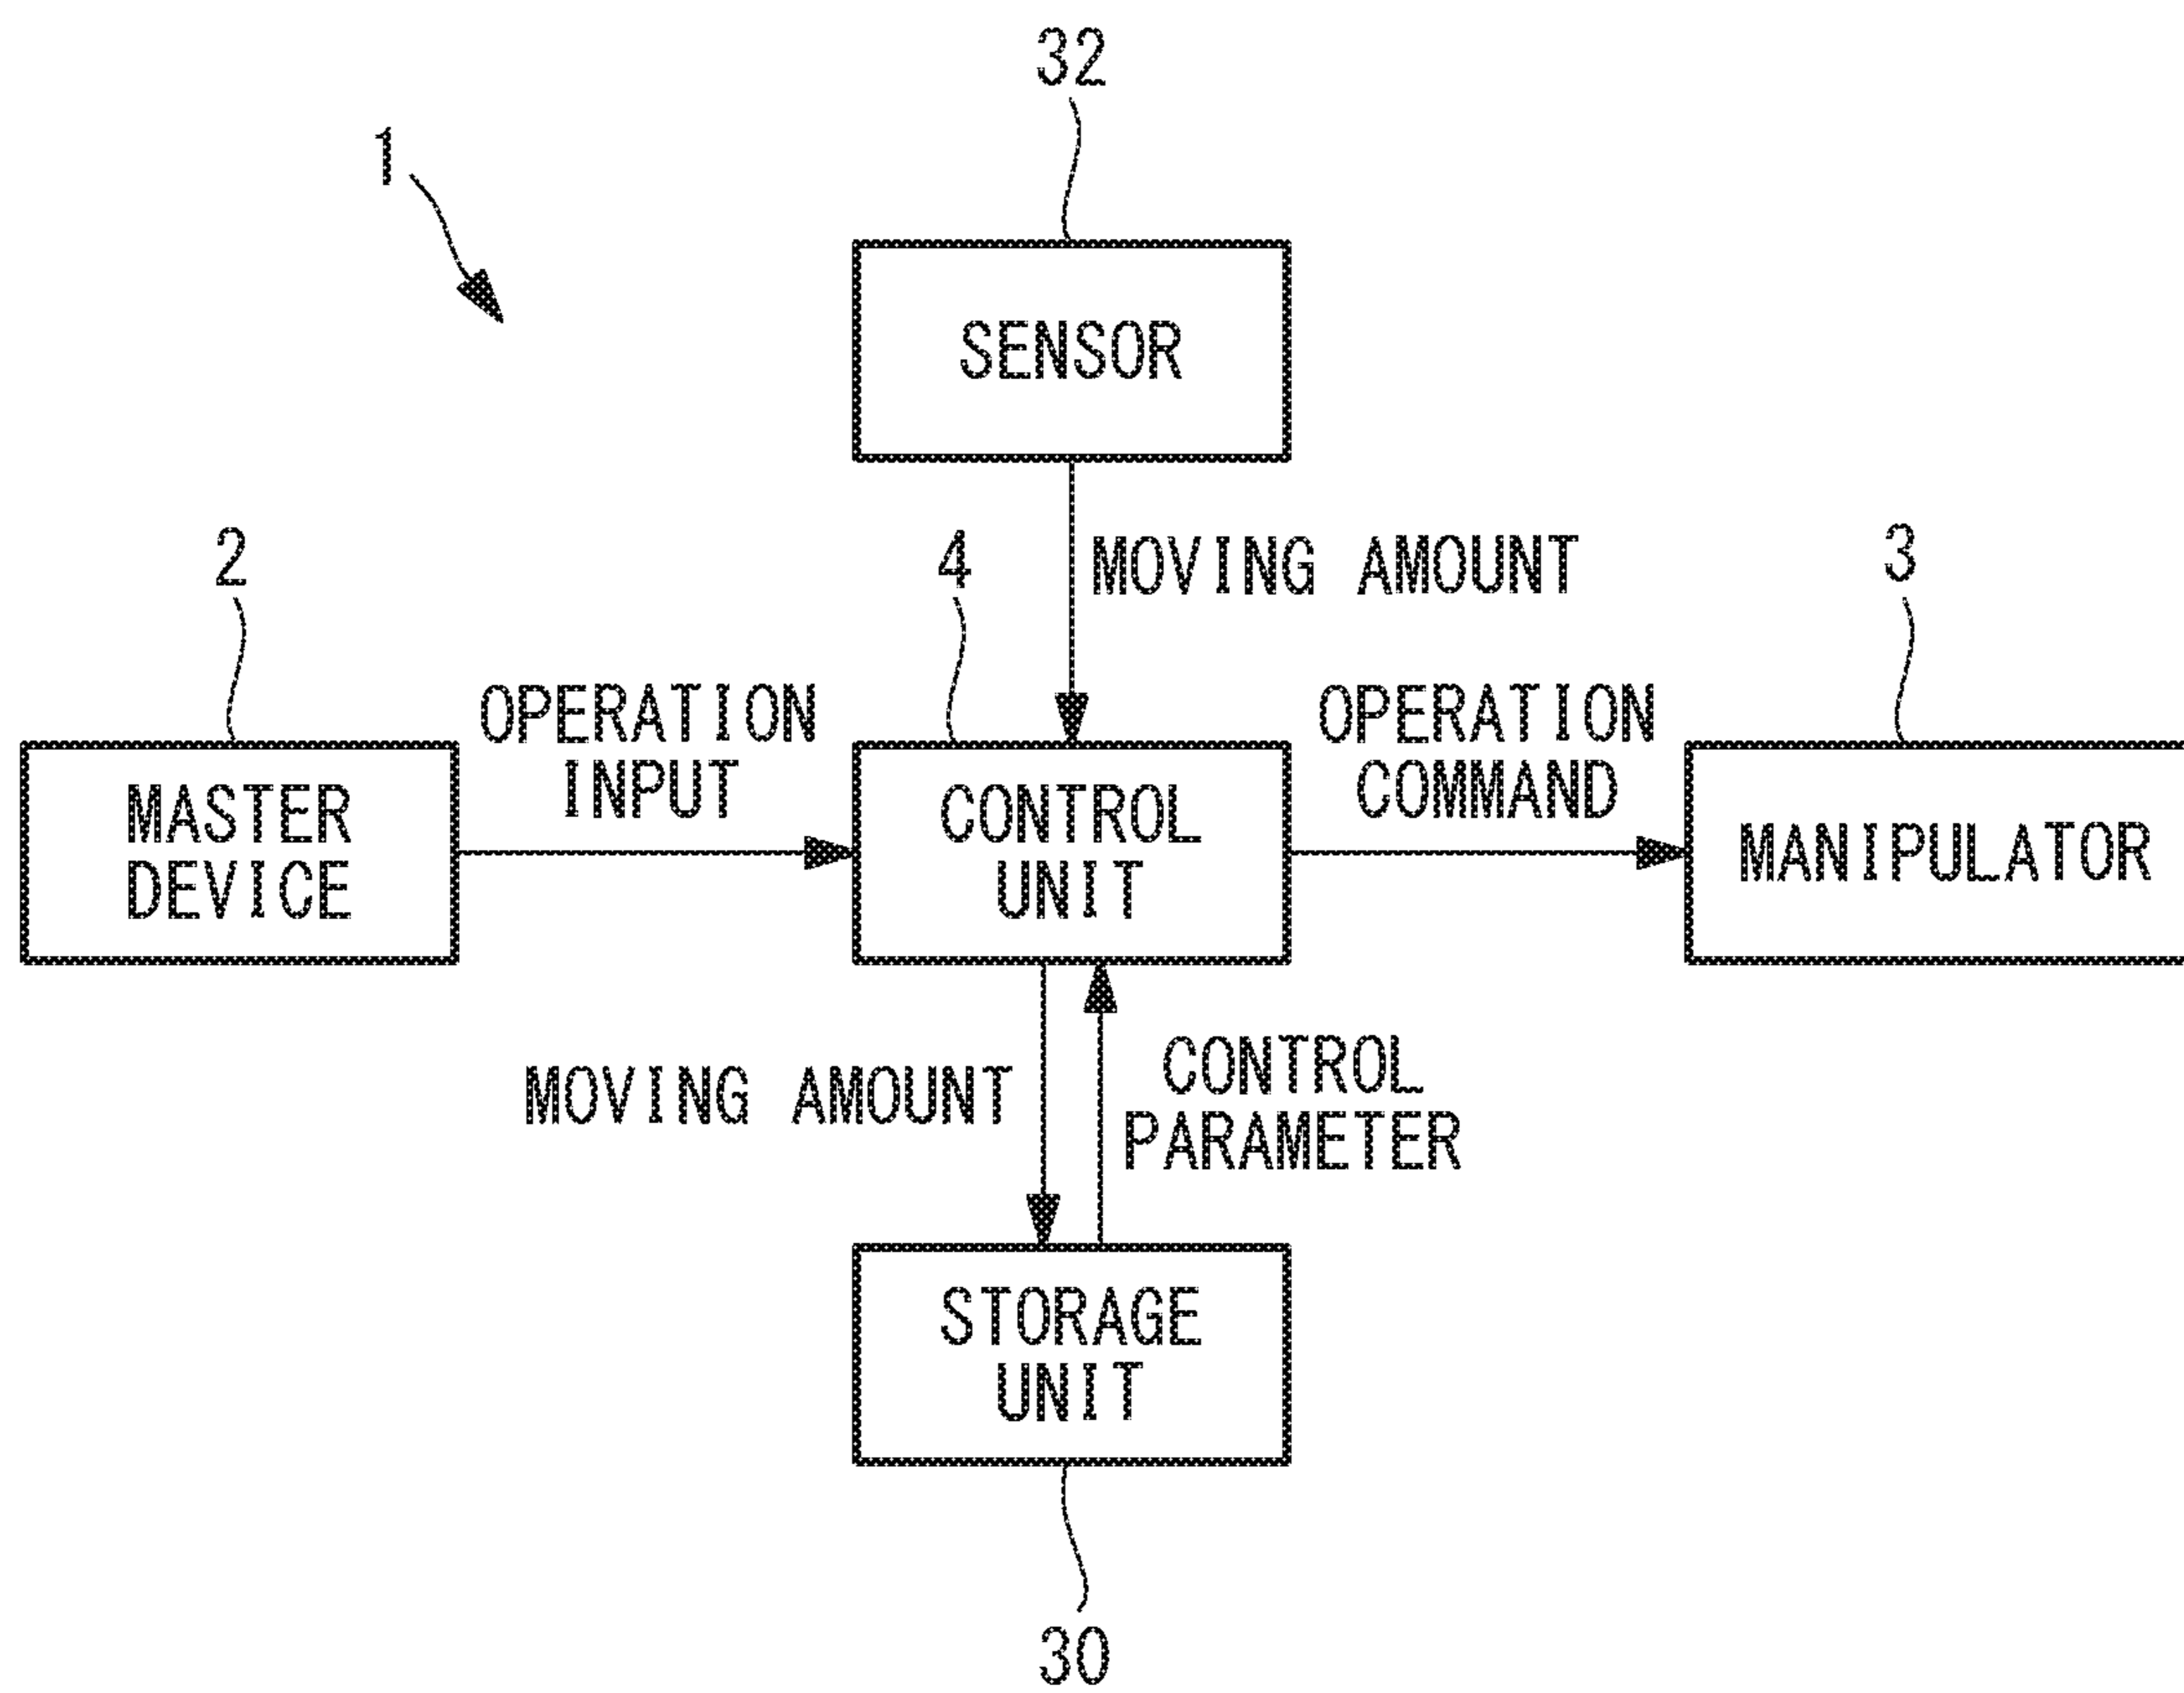 32
1
SENSOR
2
4
MOVING AMOUNT
3
OPERATION
INPUT
OPERATION
COMMAND
MASTER
DEVICE
CONTROL
UNIT
MANIPULATOR
MOVING AMOUNT
CONTROL
PARAMETER
STORAGE
UNIT
30